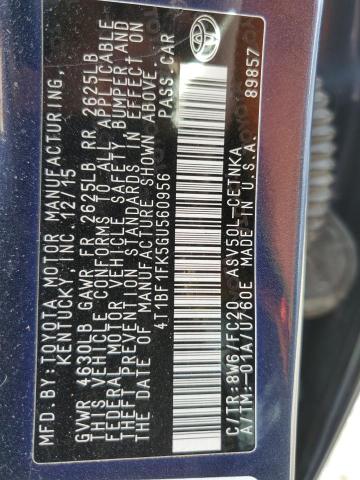 MFD. BY: TOYOTA MOTOR MANUFACTURING,
KENTUCKY, INC. 12/15
GVWR 4630LB GAWR FR 2625LB RR 2625LB
THIS VEHICLE CONFORMS TO ALL APPLICABLE
FEDERAL MOTOR VEHICLE SAFETY, BUMPER, AND
THEFT PREVENTION STANDARDS IN EFFECT ON
THE DATE OF MANUFACTURE SHOWN ABOVE.
4T1BF1FK5GU560956 PASS. CAR
C/TR: 8W6/FC20 ASV50L-CETNKA
A/TM: -01A/U760E MADE IN U.S.A. 89857